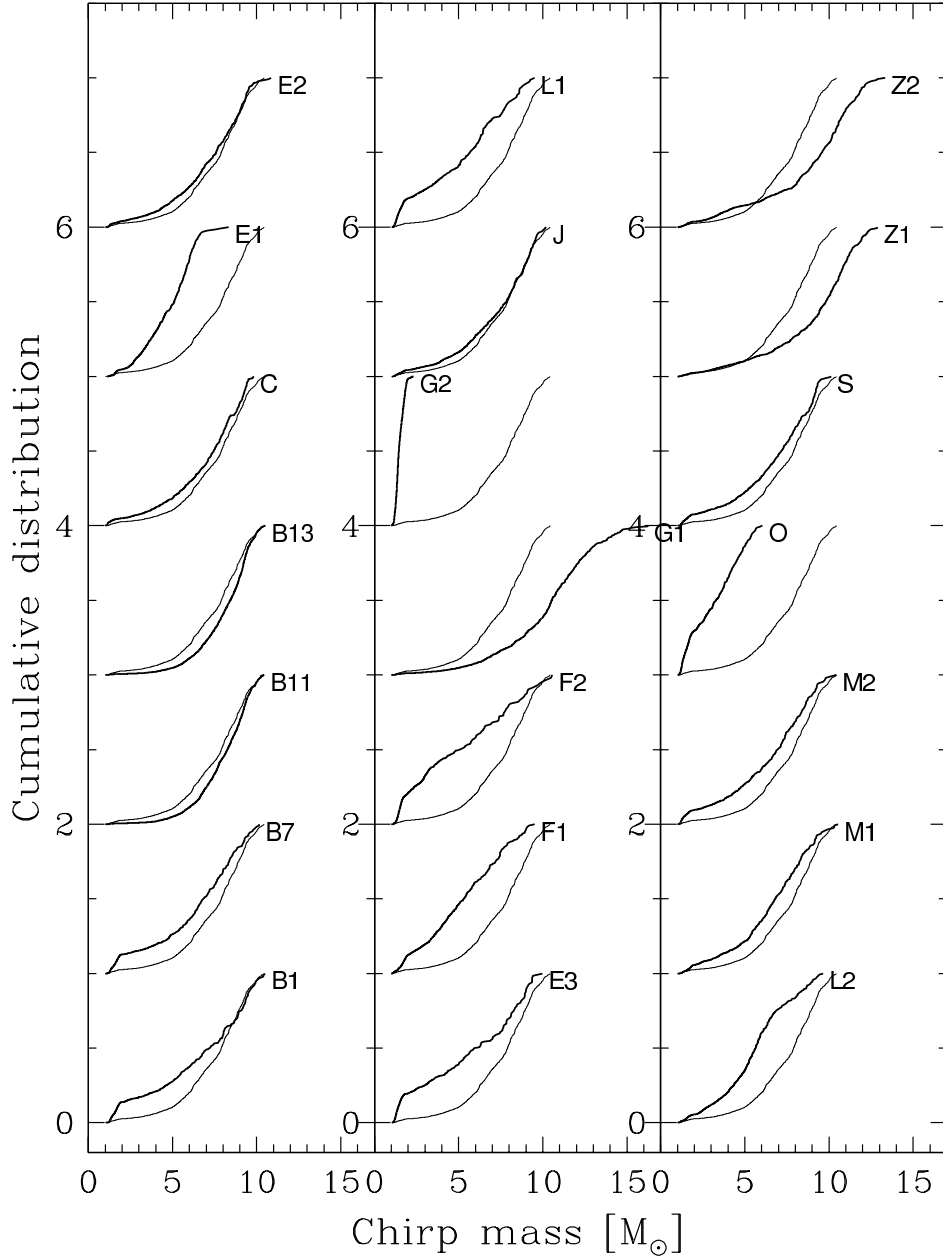 E2 L1 Z2
6 6 6
E1 J Z1
C G2 S
4 4 4
B13 G1 O
B11 F2 M2
2 2 2
B7 F1 M1
B1 E3 L2
0 0 0
0 5 10 15 0 5 10 15 0 5 10 15
Chirp mass [M⊙]
Cumulative distribution